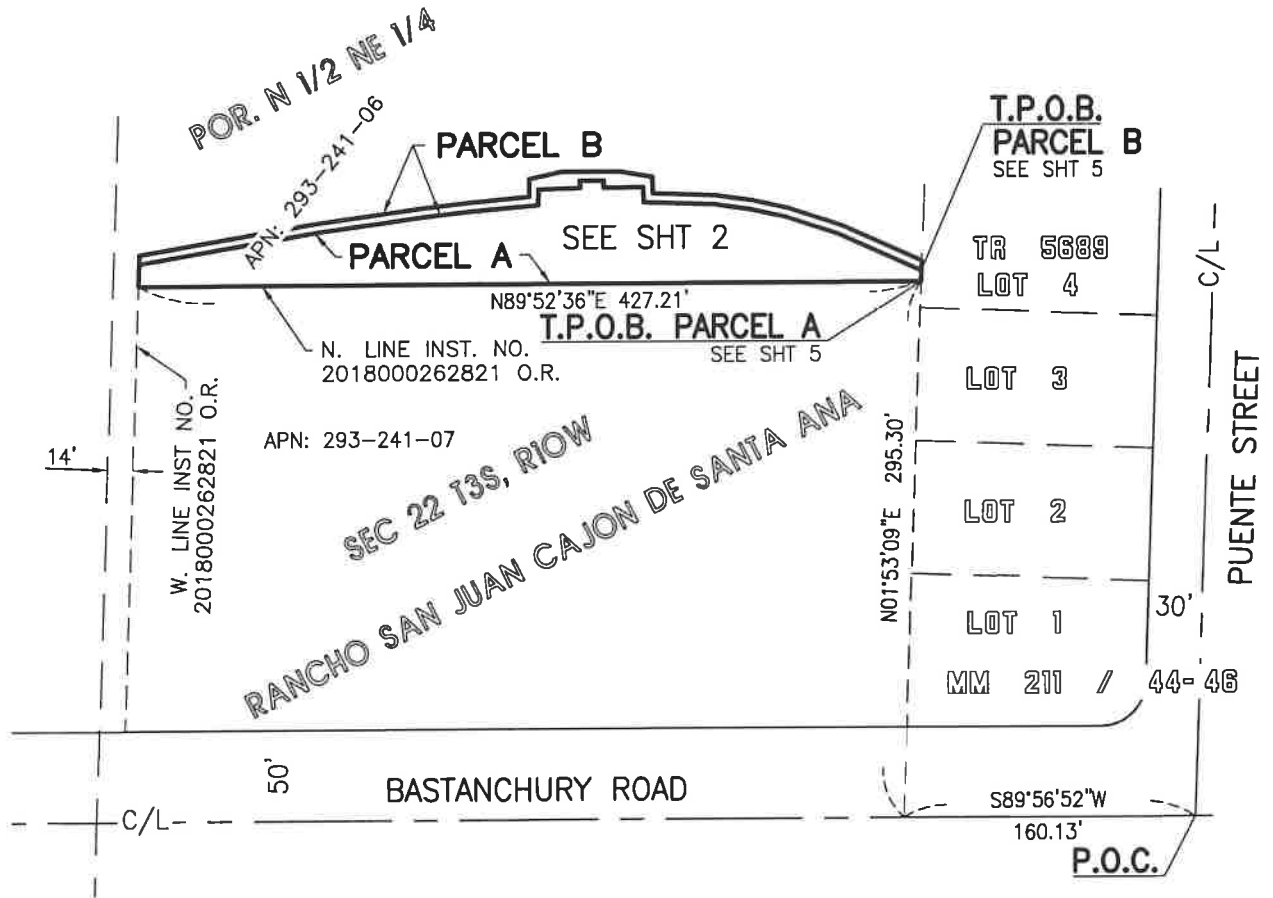 POR. N 1/2 NE 1/4
APN: 293-241-06
PARCEL B
T.P.O.B.
PARCEL B
SEE SHT 5
SEE SHT 2
PARCEL A
N89°52'36"E 427.21'
T.P.O.B. PARCEL A
SEE SHT 5
N. LINE INST. NO.
2018000262821 O.R.
W. LINE INST NO.
2018000262821 O.R.
14'
APN: 293-241-07
SEC 22 T3S, R10W
RANCHO SAN JUAN CAJON DE SANTA ANA
N01°53'09"E 295.30'
TR 5689
LOT 4
LOT 3
LOT 2
LOT 1
MM 211 / 44-46
C/L
PUENTE STREET
30'
50'
BASTANCHURY ROAD
C/L
S89°56'52"W
160.13'
P.O.C.